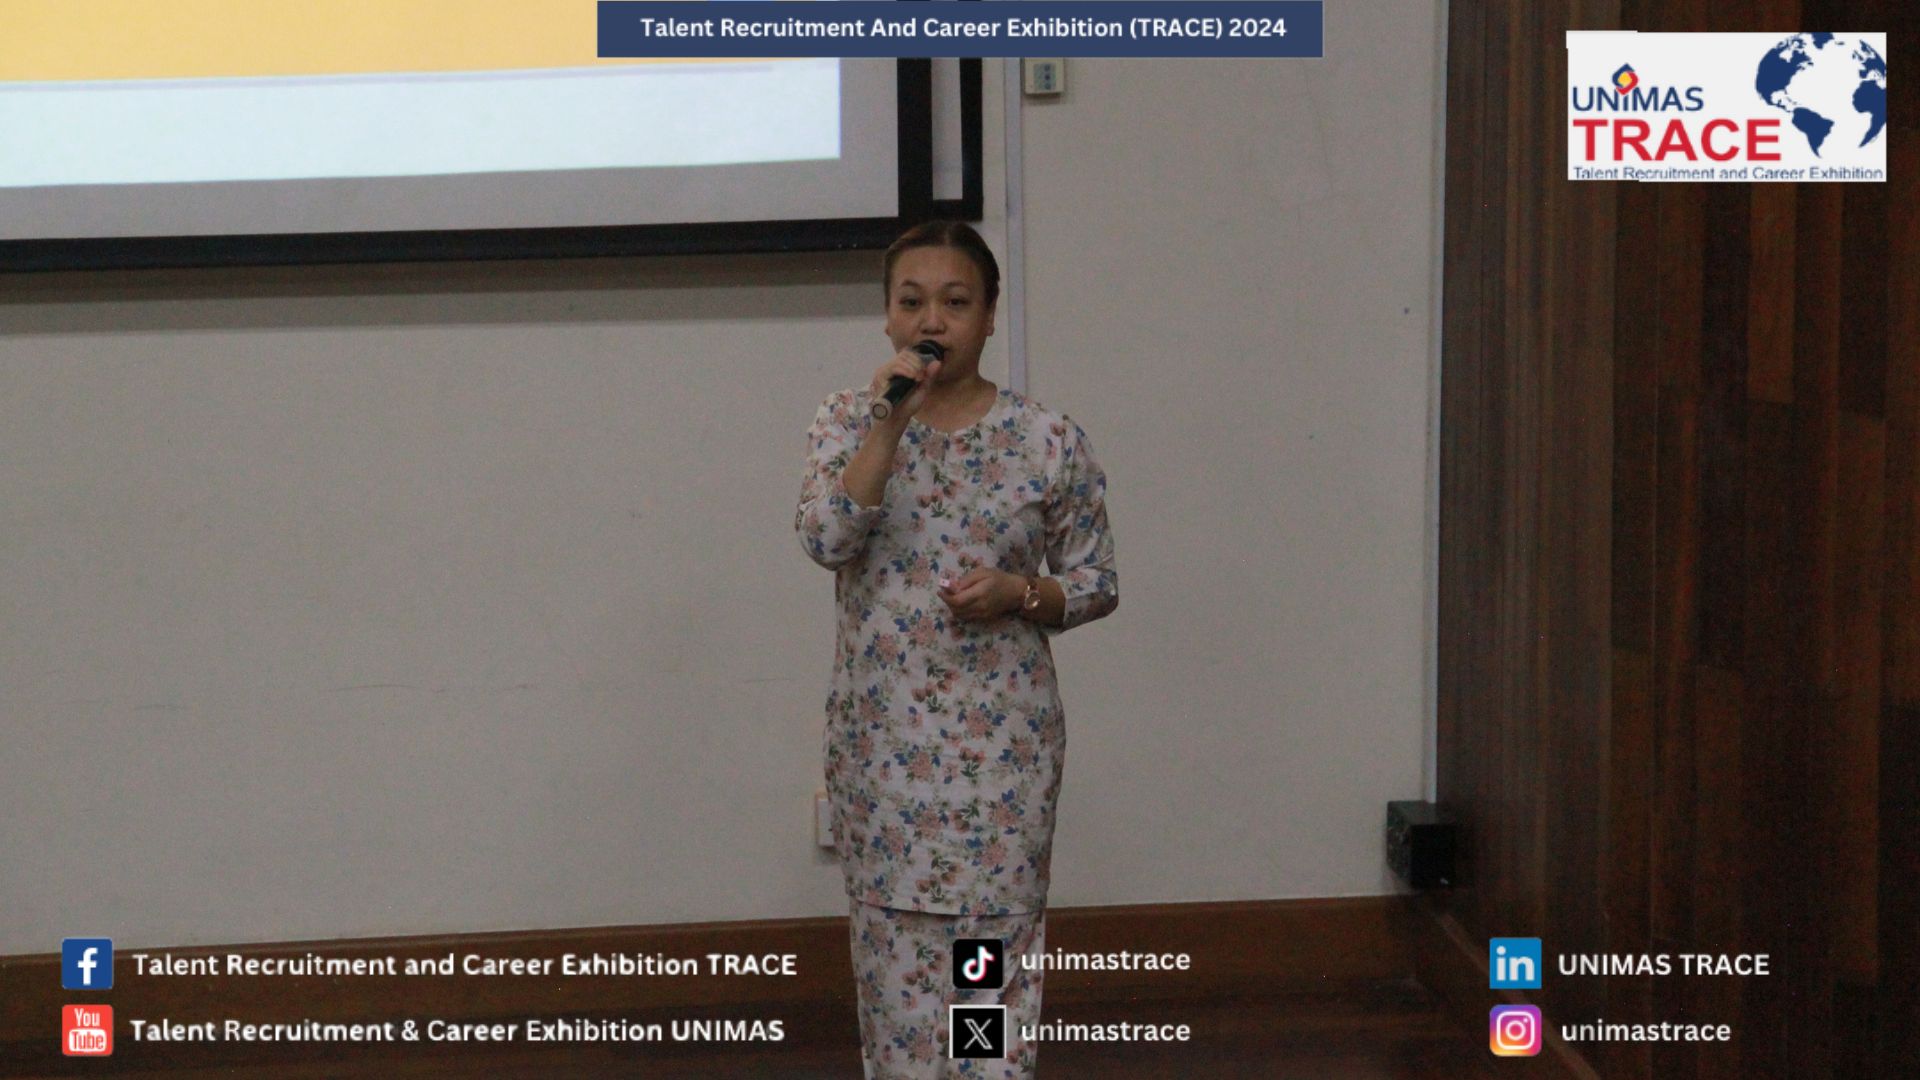 Talent Recruitment And Career Exhibition (TRACE) 2024
UNIMAS
TRACE
Talent Recruitment and Career Exhibition
Talent Recruitment and Career Exhibition TRACE
unimastrace
UNIMAS TRACE
You
Tube
Talent Recruitment & Career Exhibition UNIMAS
unimastrace
unimastrace